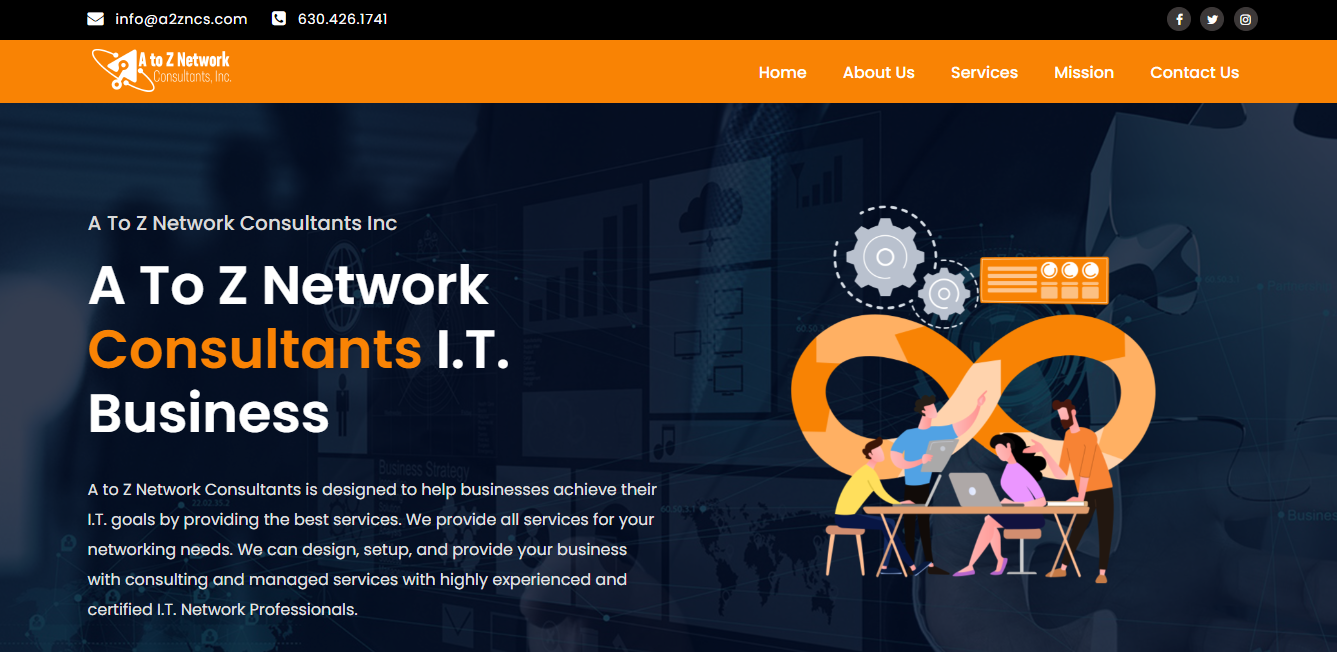 info@a2zncs.com 630.426.1741
A to Z Network
Consultants, Inc.
Home About Us Services Mission Contact Us
A To Z Network Consultants Inc
A To Z Network
Consultants I.T.
Business
Business Strategy
A to Z Network Consultants is designed to help businesses achieve their
I.T. goals by providing the best services. We provide all services for your
networking needs. We can design, setup, and provide your business
with consulting and managed services with highly experienced and
certified I.T. Network Professionals.